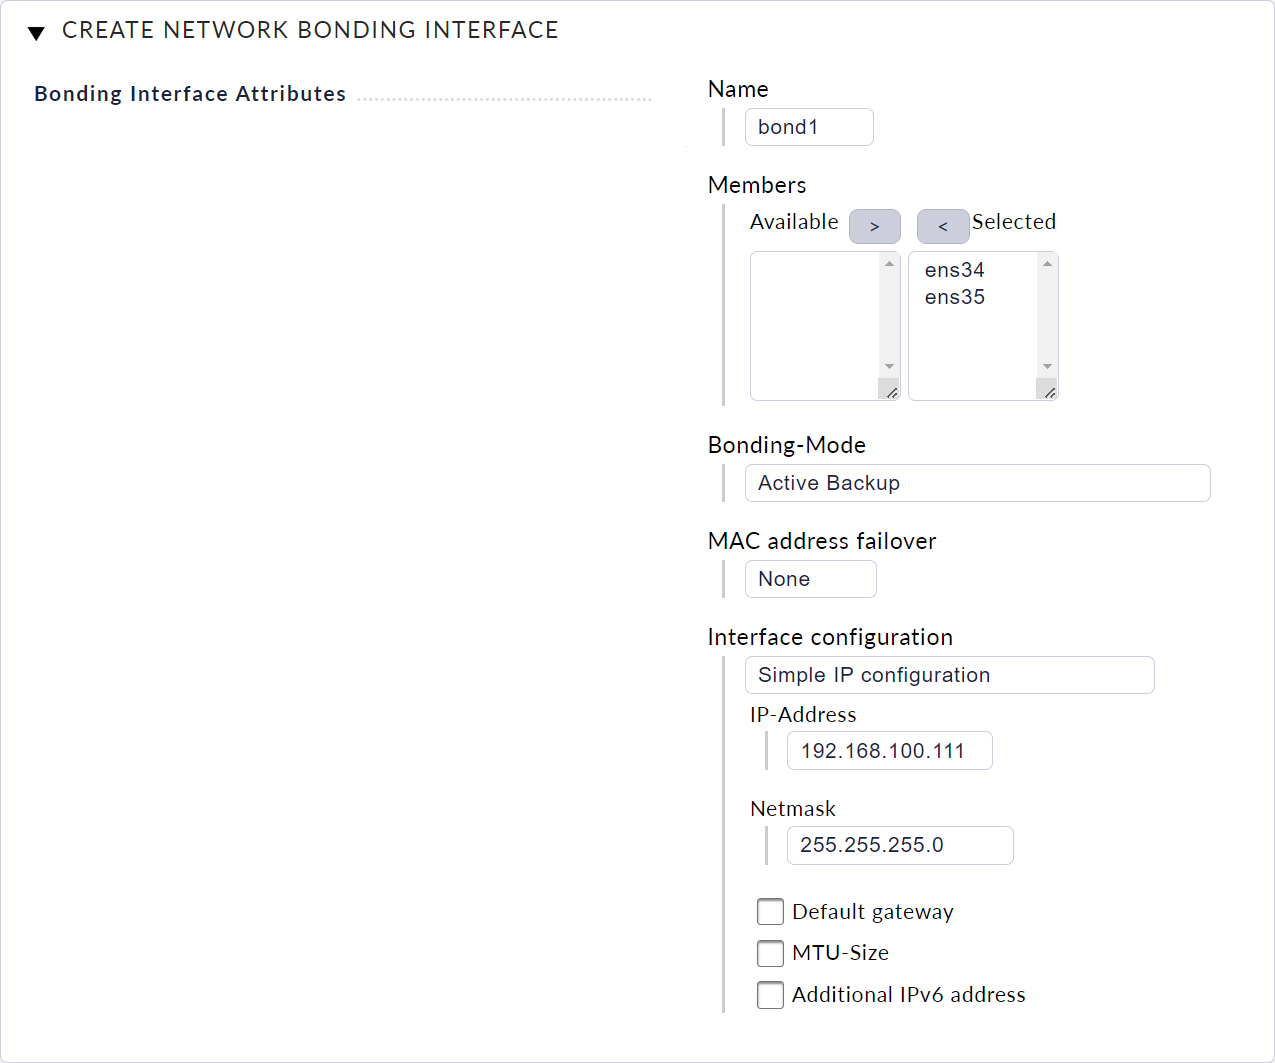 CREATE NETWORK BONDING INTERFACE
Bonding Interface Attributes
Name
bond1
Members
Available > < Selected
ens34
ens35
Bonding-Mode
Active Backup
MAC address failover
None
Interface configuration
Simple IP configuration
IP-Address
192.168.100.111
Netmask
255.255.255.0
Default gateway
MTU-Size
Additional IPv6 address